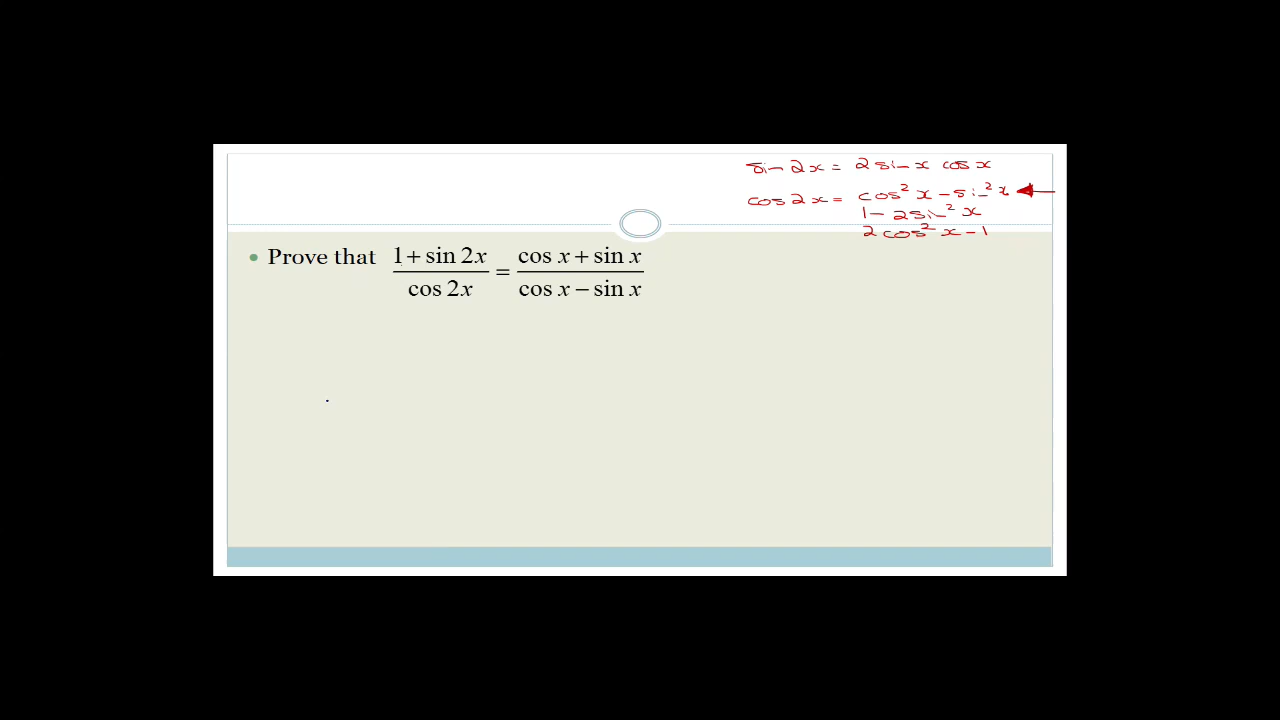 sin 2x = 2 sin x cos x
cos 2x = cos² x - sin² x
1 - 2 sin² x
2 cos² x - 1
• Prove that (1 + sin 2x)/(cos 2x) = (cos x + sin x)/(cos x − sin x)